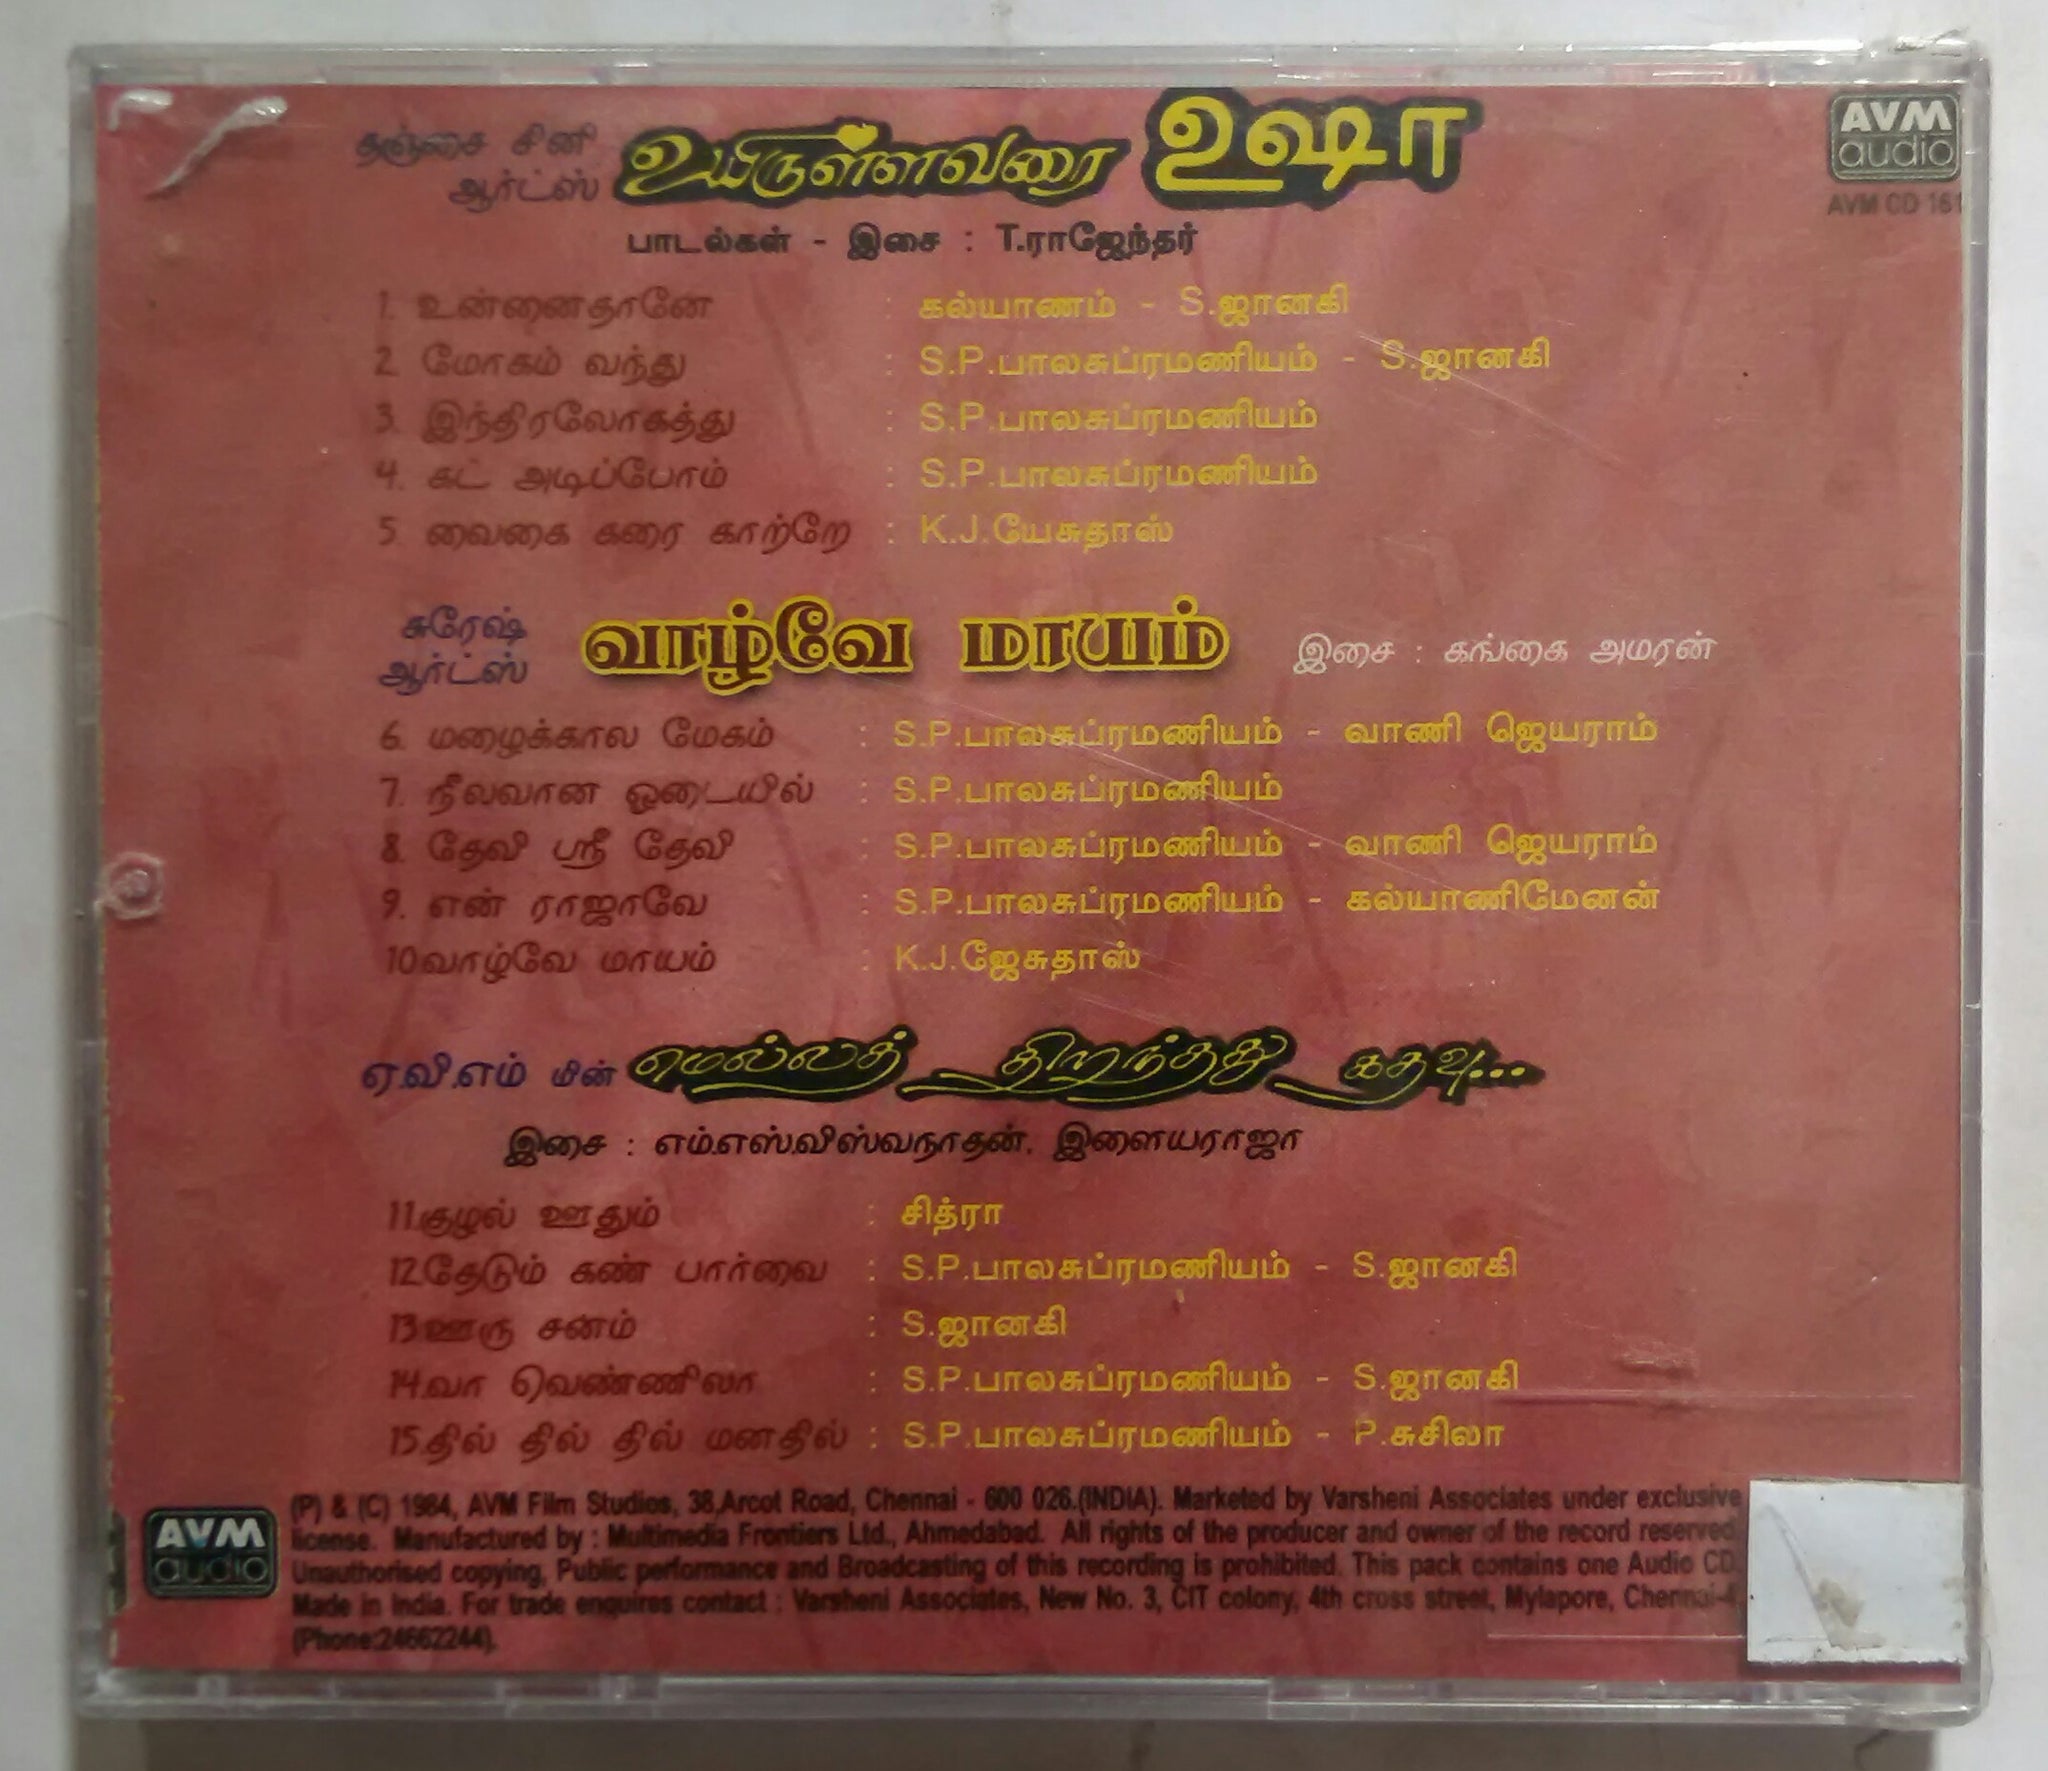 தஞ்சை சினி ஆர்ட்ஸ்
உயிருள்ளவரை உஷா
AVM audio
AVM CD 161
பாடல்கள் - இசை : T.ராஜேந்தர்
1. உன்னைதானே : கல்யாணம் - S.ஜானகி
2. மோகம் வந்து : S.P.பாலசுப்ரமணியம் - S.ஜானகி
3. இந்திரலோகத்து : S.P.பாலசுப்ரமணியம்
4. கட் அடிப்போம் : S.P.பாலசுப்ரமணியம்
5. வைகை கரை காற்றே : K.J.யேசுதாஸ்
சுரேஷ் ஆர்ட்ஸ்
வாழ்வே மாயம்
இசை : கங்கை அமரன்
6. மழைக்கால மேகம் : S.P.பாலசுப்ரமணியம் - வாணி ஜெயராம்
7. நீலவான ஓடையில் : S.P.பாலசுப்ரமணியம்
8. தேவி ஸ்ரீ தேவி : S.P.பாலசுப்ரமணியம் - வாணி ஜெயராம்
9. என் ராஜாவே : S.P.பாலசுப்ரமணியம் - கல்யாணிமேனன்
10.வாழ்வே மாயம் : K.J.ஜேசுதாஸ்
ஏ.வி.எம் மின் மெல்லத் திறந்தது கதவு...
இசை : எம்.எஸ்.விஸ்வநாதன், இளையராஜா
11.குழல் ஊதும் : சித்ரா
12.தேடும் கண் பார்வை : S.P.பாலசுப்ரமணியம் - S.ஜானகி
13.ஊரு சனம் : S.ஜானகி
14.வா வெண்ணிலா : S.P.பாலசுப்ரமணியம் - S.ஜானகி
15.தில் தில் தில் மனதில் : S.P.பாலசுப்ரமணியம் - P.சுசிலா
AVM audio
(P) & (C) 1984, AVM Film Studios, 38,Arcot Road, Chennai - 600 026.(INDIA). Marketed by Varsheni Associates under exclusive
license. Manufactured by : Multimedia Frontiers Ltd., Ahmedabad. All rights of the producer and owner of the record reserved.
Unauthorised copying, Public performance and Broadcasting of this recording is prohibited. This pack contains one Audio CD.
Made in India. For trade enquires contact : Varsheni Associates, New No. 3, CIT colony, 4th cross street, Mylapore, Chennai-4.
(Phone:24662244).